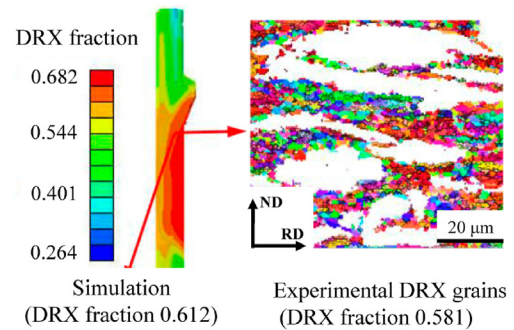 DRX fraction
0.682
0.544
0.401
0.264
ND
RD
20 μm
Simulation
(DRX fraction 0.612)
Experimental DRX grains
(DRX fraction 0.581)